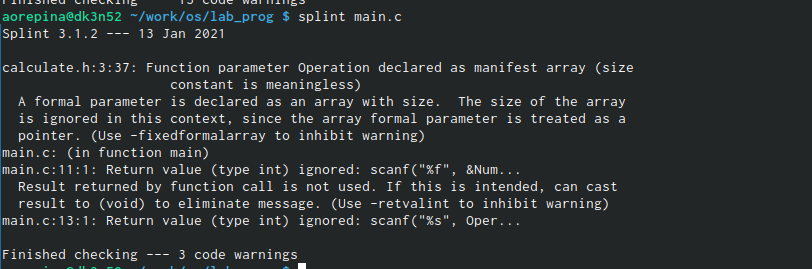 Finished checking --- 15 code warnings
aorepina@dk3n52 ~/work/os/lab_prog $ splint main.c
Splint 3.1.2 --- 13 Jan 2021
calculate.h:3:37: Function parameter Operation declared as manifest array (size
constant is meaningless)
A formal parameter is declared as an array with size.  The size of the array
is ignored in this context, since the array formal parameter is treated as a
pointer. (Use -fixedformalarray to inhibit warning)
main.c: (in function main)
main.c:11:1: Return value (type int) ignored: scanf("%f", &Num...
Result returned by function call is not used. If this is intended, can cast
result to (void) to eliminate message. (Use -retvalint to inhibit warning)
main.c:13:1: Return value (type int) ignored: scanf("%s", Oper...
Finished checking --- 3 code warnings
aorepina@dk3n52 ~/work/os/lab_prog $